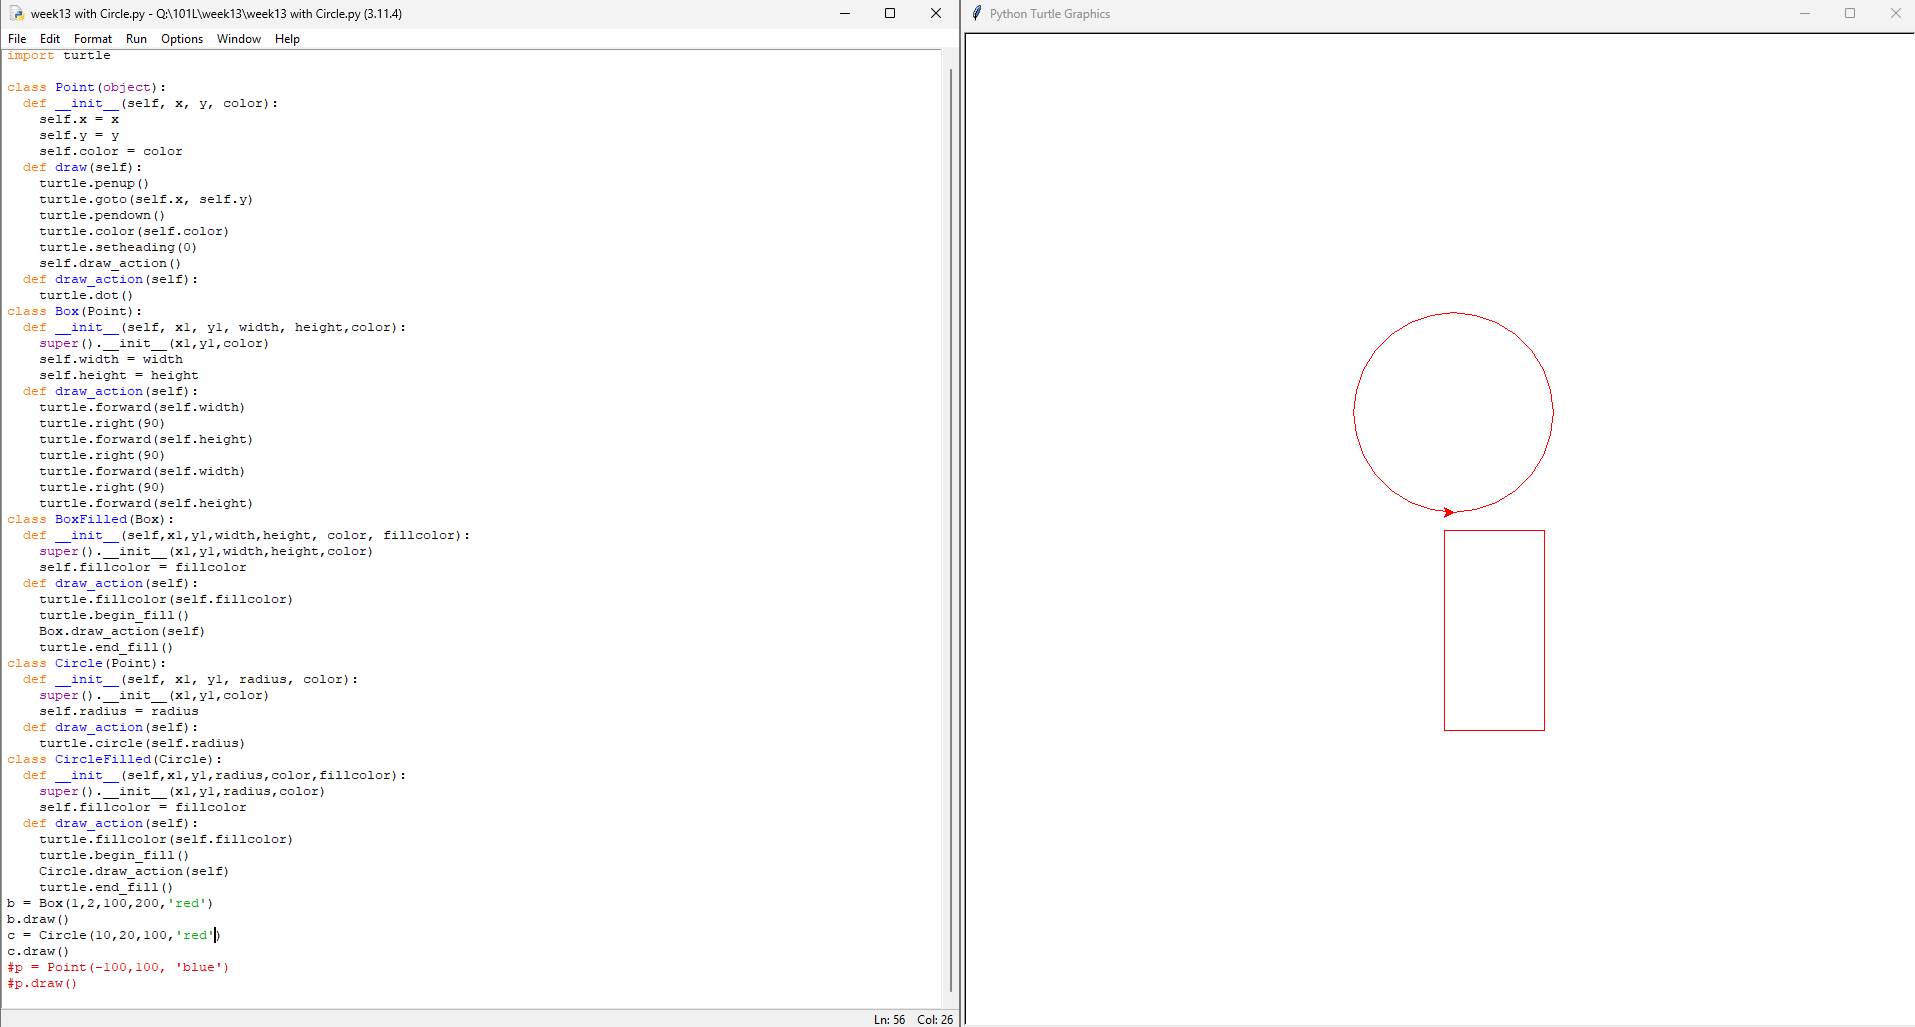 week13 with Circle.py - Q:\101L\week13\week13 with Circle.py (3.11.4)
File Edit Format Run Options Window Help
import turtle

class Point(object):
  def __init__(self, x, y, color):
    self.x = x
    self.y = y
    self.color = color
  def draw(self):
    turtle.penup()
    turtle.goto(self.x, self.y)
    turtle.pendown()
    turtle.color(self.color)
    turtle.setheading(0)
    self.draw_action()
  def draw_action(self):
    turtle.dot()
class Box(Point):
  def __init__(self, x1, y1, width, height,color):
    super().__init__(x1,y1,color)
    self.width = width
    self.height = height
  def draw_action(self):
    turtle.forward(self.width)
    turtle.right(90)
    turtle.forward(self.height)
    turtle.right(90)
    turtle.forward(self.width)
    turtle.right(90)
    turtle.forward(self.height)
class BoxFilled(Box):
  def __init__(self,x1,y1,width,height, color, fillcolor):
    super().__init__(x1,y1,width,height,color)
    self.fillcolor = fillcolor
  def draw_action(self):
    turtle.fillcolor(self.fillcolor)
    turtle.begin_fill()
    Box.draw_action(self)
    turtle.end_fill()
class Circle(Point):
  def __init__(self, x1, y1, radius, color):
    super().__init__(x1,y1,color)
    self.radius = radius
  def draw_action(self):
    turtle.circle(self.radius)
class CircleFilled(Circle):
  def __init__(self,x1,y1,radius,color,fillcolor):
    super().__init__(x1,y1,radius,color)
    self.fillcolor = fillcolor
  def draw_action(self):
    turtle.fillcolor(self.fillcolor)
    turtle.begin_fill()
    Circle.draw_action(self)
    turtle.end_fill()
b = Box(1,2,100,200,'red')
b.draw()
c = Circle(10,20,100,'red')
c.draw()
#p = Point(-100,100, 'blue')
#p.draw()
Ln: 56 Col: 26
Python Turtle Graphics